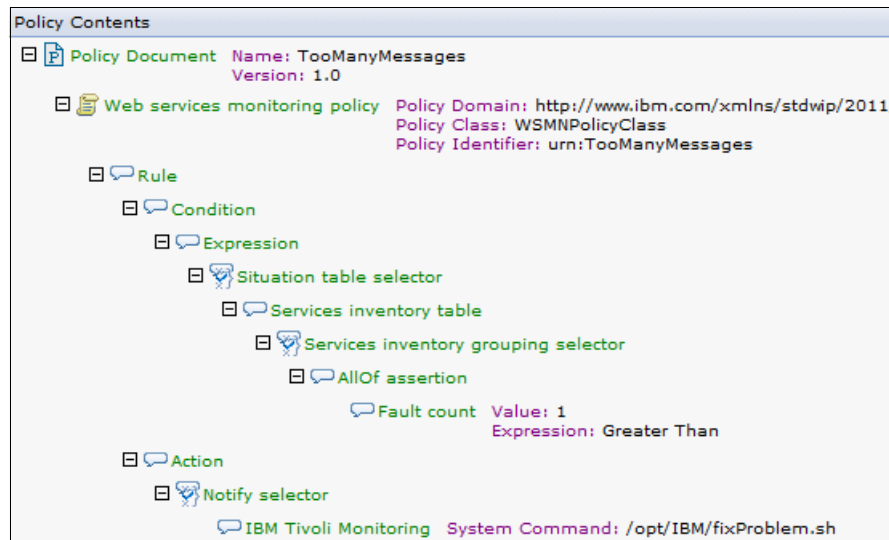 Policy Contents
Policy Document Name: TooManyMessages
Version: 1.0
Web services monitoring policy Policy Domain: http://www.ibm.com/xmlns/stdwip/2011
Policy Class: WSMNPolicyClass
Policy Identifier: urn:TooManyMessages
Rule
Condition
Expression
Situation table selector
Services inventory table
Services inventory grouping selector
AllOf assertion
Fault count Value: 1
Expression: Greater Than
Action
Notify selector
IBM Tivoli Monitoring System Command: /opt/IBM/fixProblem.sh